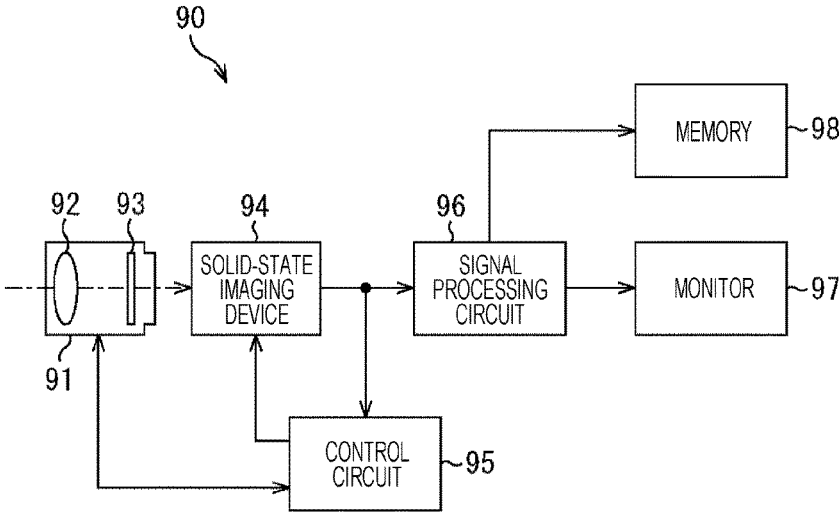 90
MEMORY
98
92
93
94
96
SOLID-STATE
IMAGING
DEVICE
SIGNAL
PROCESSING
CIRCUIT
MONITOR
97
91
CONTROL
CIRCUIT
95